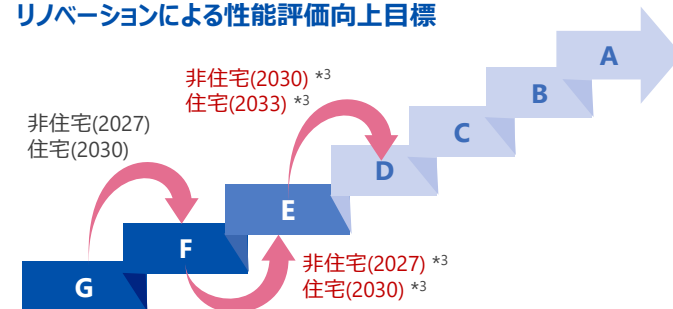 リノベーションによる性能評価向上目標
A
非住宅(2030) *3
住宅(2033) *3
B
非住宅(2027)
住宅(2030)
C
D
E
F
非住宅(2027) *3
住宅(2030) *3
G